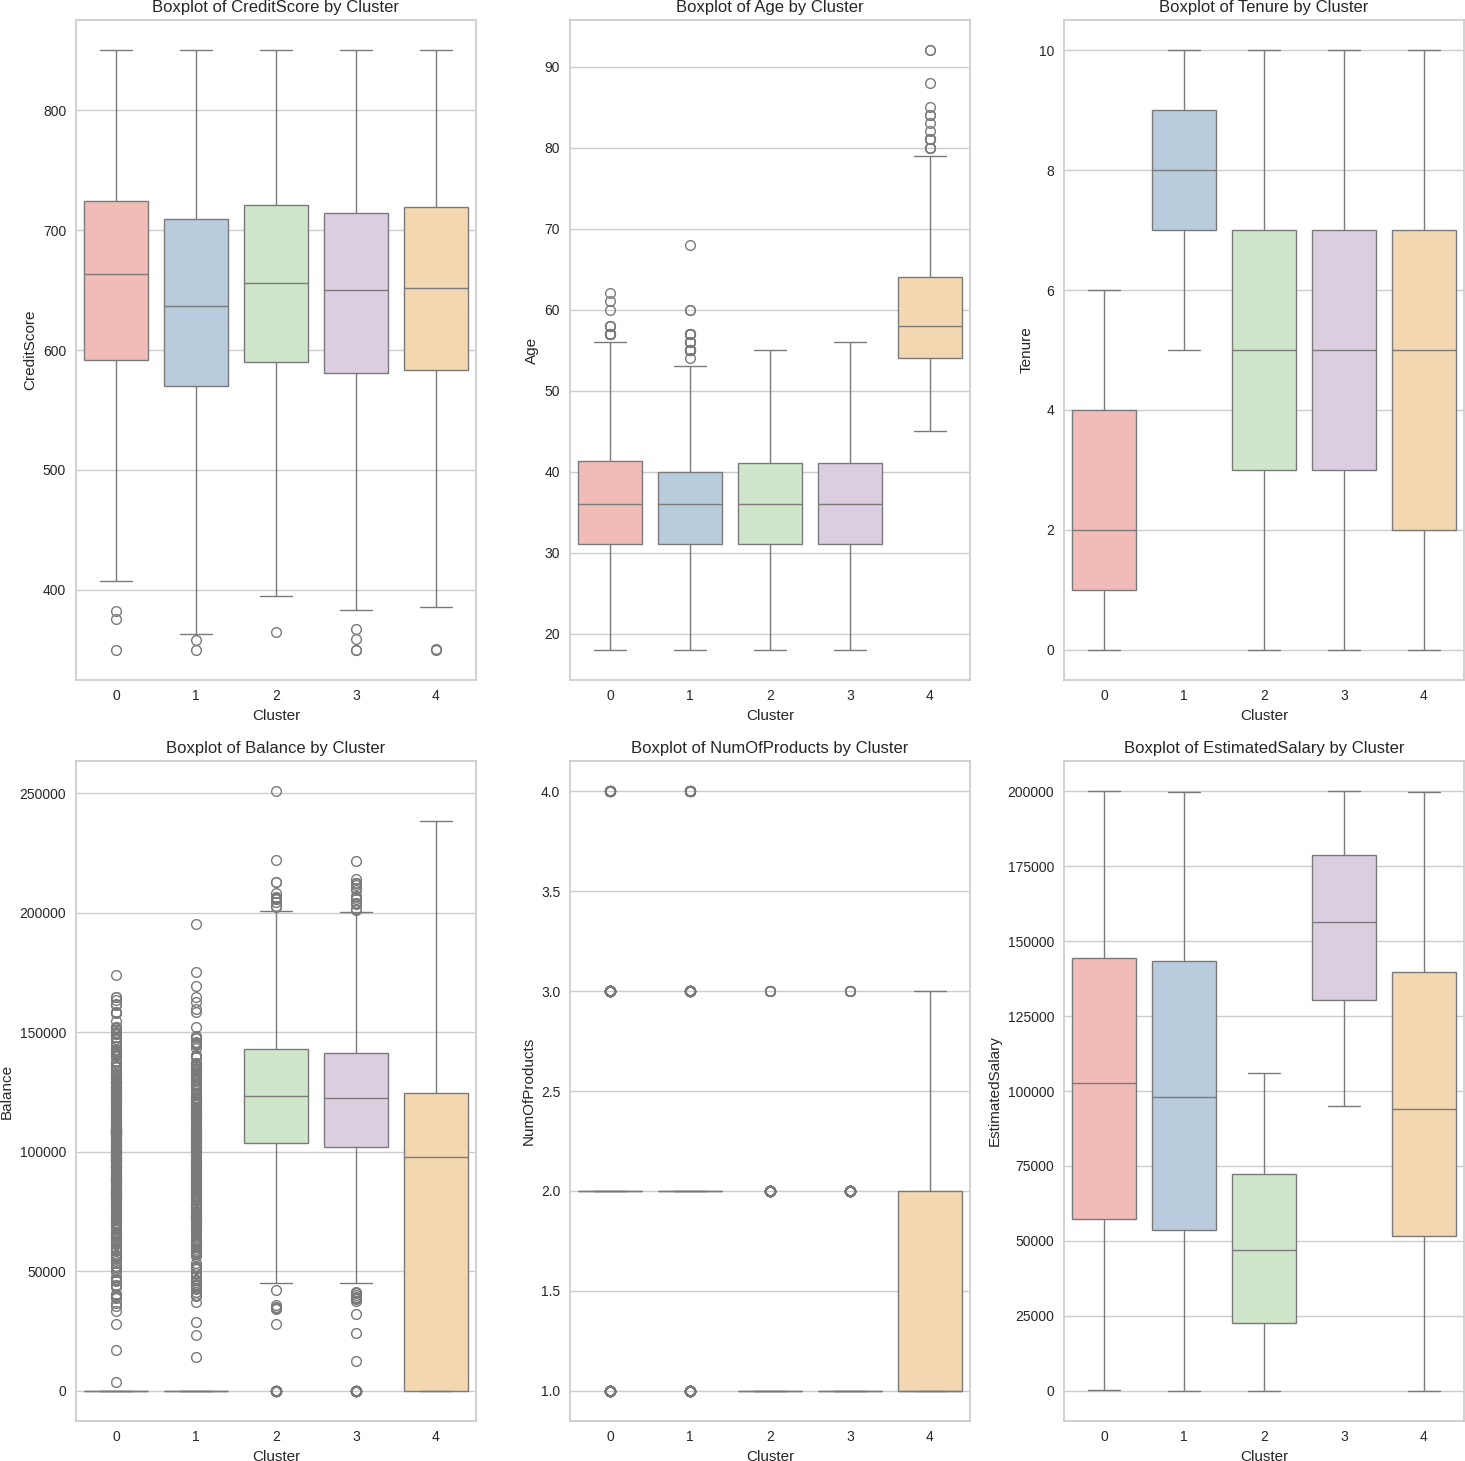 Boxplot of CreditScore by Cluster
CreditScore
800
700
600
500
400
0 1 2 3 4
Cluster
Boxplot of Age by Cluster
Age
90
80
70
60
50
40
30
20
0 1 2 3 4
Cluster
Boxplot of Tenure by Cluster
Tenure
10
8
6
4
2
0
0 1 2 3 4
Cluster
Boxplot of Balance by Cluster
Balance
250000
200000
150000
100000
50000
0
0 1 2 3 4
Cluster
Boxplot of NumOfProducts by Cluster
NumOfProducts
4.0
3.5
3.0
2.5
2.0
1.5
1.0
0 1 2 3 4
Cluster
Boxplot of EstimatedSalary by Cluster
EstimatedSalary
200000
175000
150000
125000
100000
75000
50000
25000
0
0 1 2 3 4
Cluster